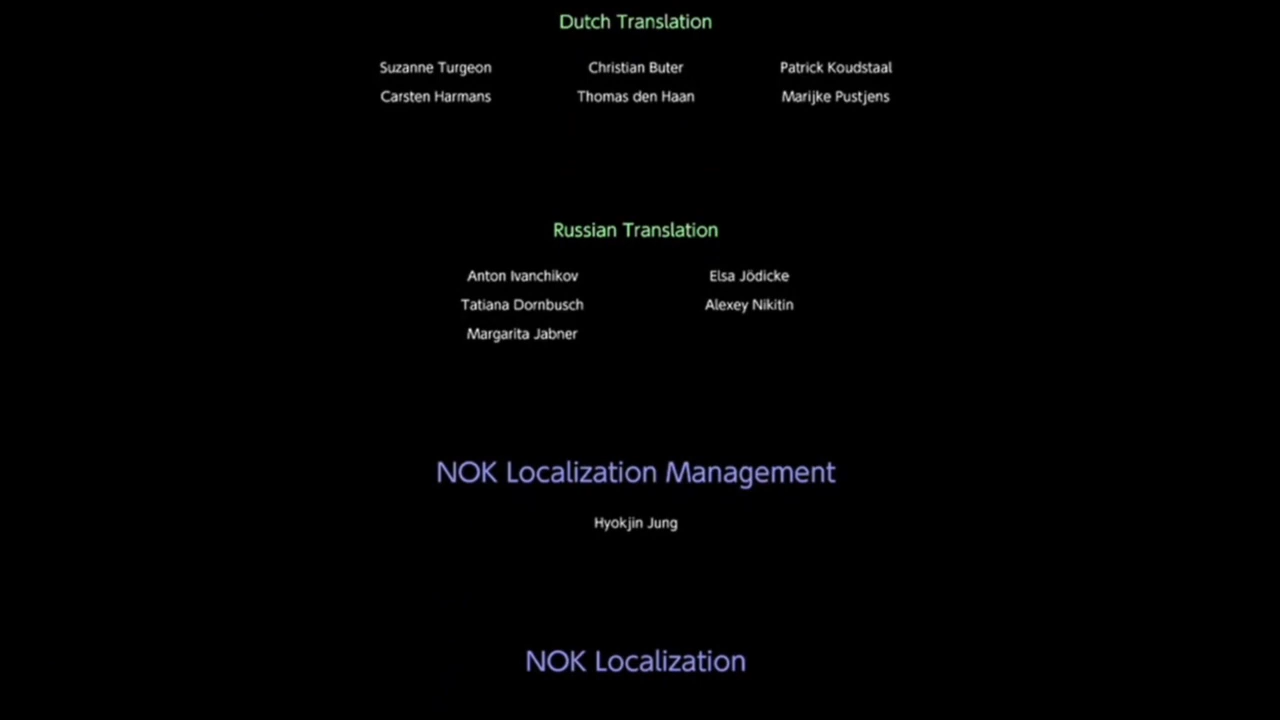 Dutch Translation
Suzanne Turgeon Christian Buter Patrick Koudstaal
Carsten Harmans Thomas den Haan Marijke Pustjens
Russian Translation
Anton Ivanchikov Elsa Jödicke
Tatiana Dornbusch Alexey Nikitin
Margarita Jabner
NOK Localization Management
Hyokjin Jung
NOK Localization